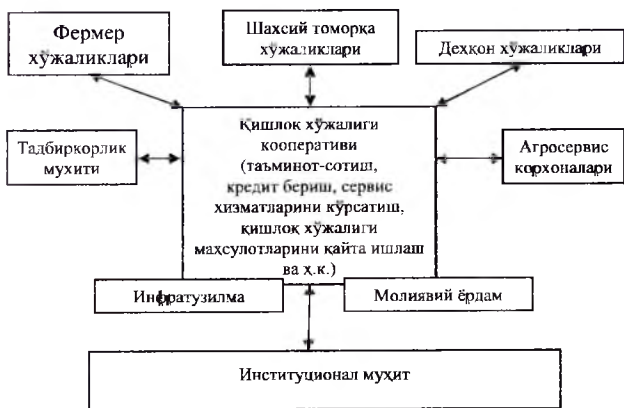 Фермер
хўжаликлари
Шахсий томорқа
хўжаликлари
Деҳқон хўжаликлари
Тадбиркорлик
муҳити
Қишлоқ хўжалиги
кооперативи
(таъминот-сотиш,
кредит бериш, сервис
хизматларини кўрсатиш,
қишлоқ хўжалиги
маҳсулотларини қайта ишлаш
ва ҳ.к.)
Агросервис
корхоналари
Инфратузилма
Молиявий ёрдам
Институционал муҳит